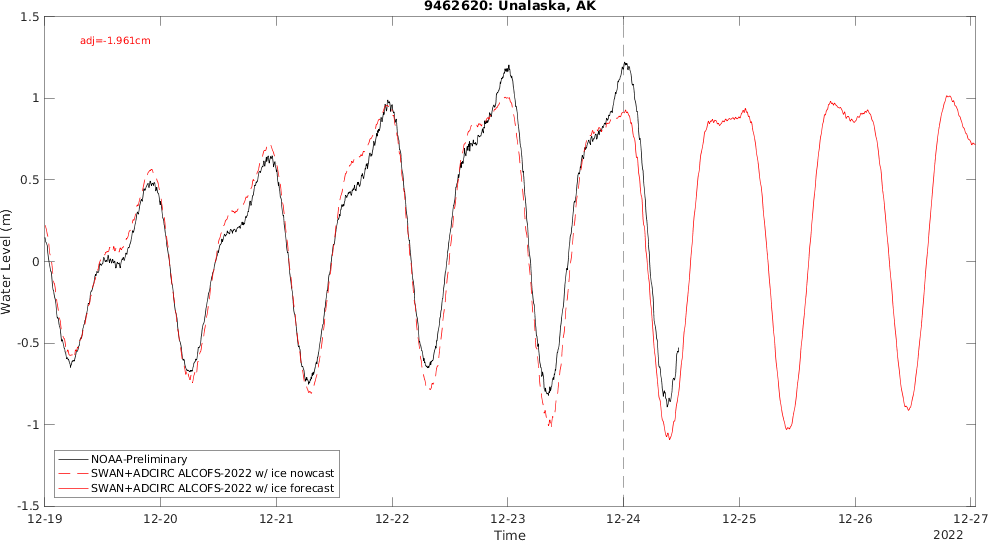 9462620: Unalaska, AK
adj=-1.961cm
Water Level (m)
1.5
1
0.5
0
-0.5
-1
-1.5
NOAA-Preliminary
SWAN+ADCIRC ALCOFS-2022 w/ ice nowcast
SWAN+ADCIRC ALCOFS-2022 w/ ice forecast
12-19 12-20 12-21 12-22 12-23 12-24 12-25 12-26 12-27
Time
2022